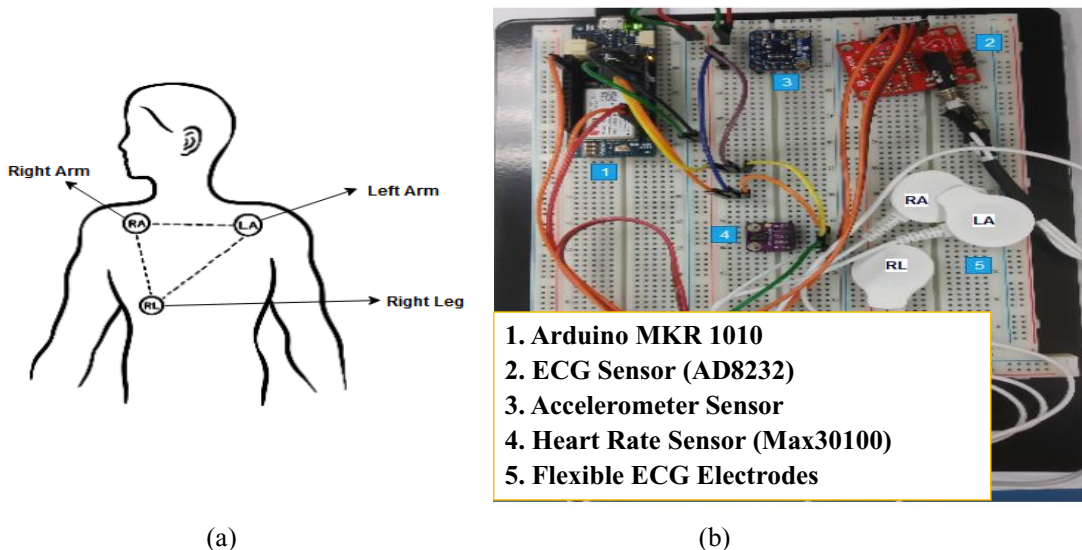 Right Arm
Left Arm
RA
LA
RL
Right Leg
(a)
1
2
3
4
5
RA
LA
RL
1. Arduino MKR 1010
2. ECG Sensor (AD8232)
3. Accelerometer Sensor
4. Heart Rate Sensor (Max30100)
5. Flexible ECG Electrodes
(b)